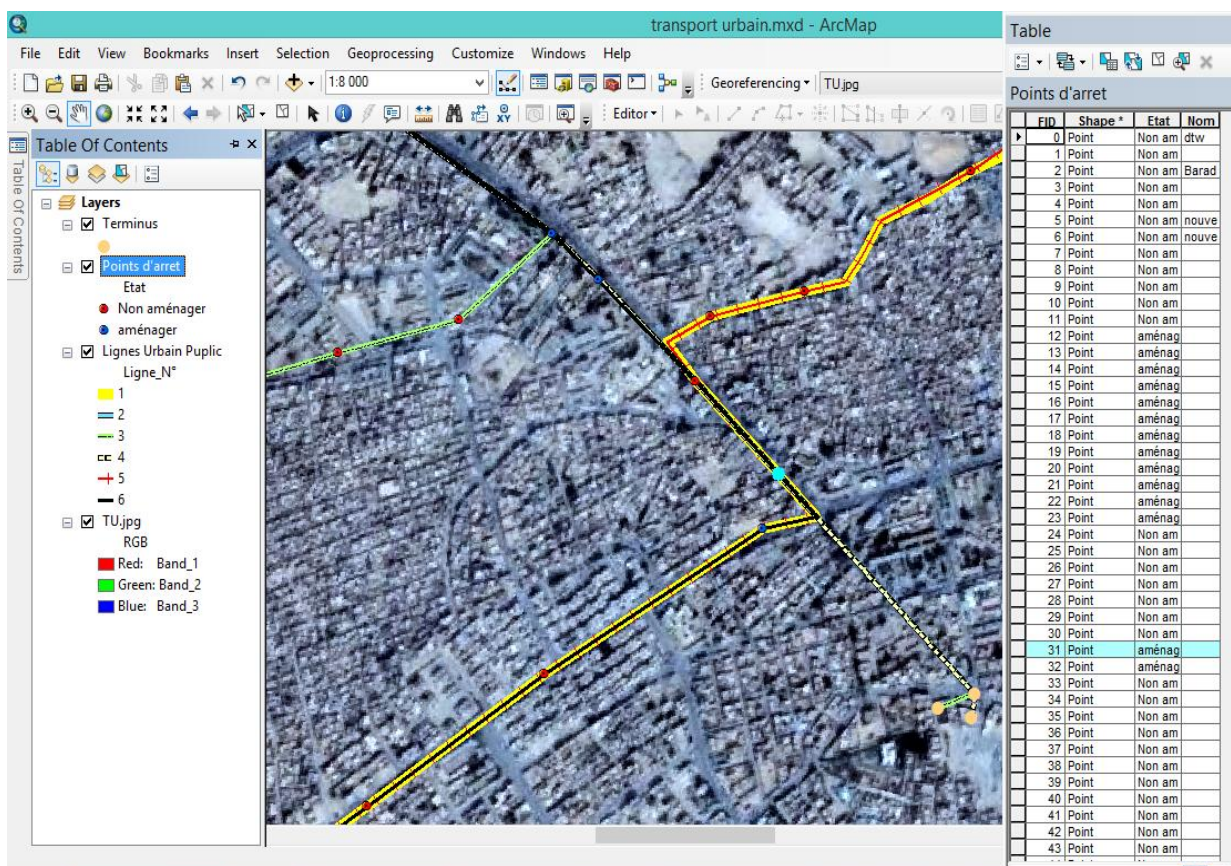 transport urbain.mxd - ArcMap
File Edit View Bookmarks Insert Selection Geoprocessing Customize Windows Help
1:8 000 Georeferencing TU.jpg
Editor
Table Of Contents
Table Of Contents
Layers
Terminus
Points d'arret
Etat
Non aménager
aménager
Lignes Urbain Puplic
Ligne_N°
1
2
3
4
5
6
TU.jpg
RGB
Red: Band_1
Green: Band_2
Blue: Band_3
Table
Points d'arret
FID Shape * Etat Nom
0 Point Non am dtw
1 Point Non am
2 Point Non am Barad
3 Point Non am
4 Point Non am
5 Point Non am nouve
6 Point Non am nouve
7 Point Non am
8 Point Non am
9 Point Non am
10 Point Non am
11 Point Non am
12 Point aménag
13 Point aménag
14 Point aménag
15 Point aménag
16 Point aménag
17 Point aménag
18 Point aménag
19 Point aménag
20 Point aménag
21 Point aménag
22 Point aménag
23 Point aménag
24 Point Non am
25 Point Non am
26 Point Non am
27 Point Non am
28 Point Non am
29 Point Non am
30 Point Non am
31 Point aménag
32 Point aménag
33 Point Non am
34 Point Non am
35 Point Non am
36 Point Non am
37 Point Non am
38 Point Non am
39 Point Non am
40 Point Non am
41 Point Non am
42 Point Non am
43 Point Non am